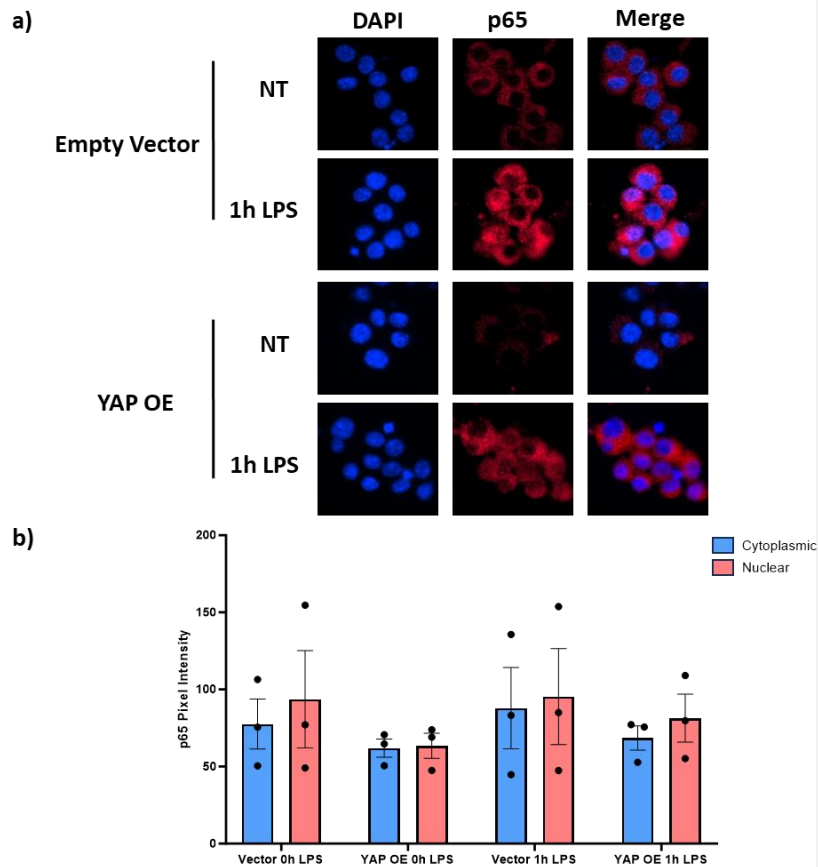 a)
DAPI p65 Merge
NT
Empty Vector
1h LPS
NT
YAP OE
1h LPS
b)
200
150
100
50
0
p65 Pixel Intensity
Cytoplasmic
Nuclear
Vector 0h LPS YAP OE 0h LPS Vector 1h LPS YAP OE 1h LPS